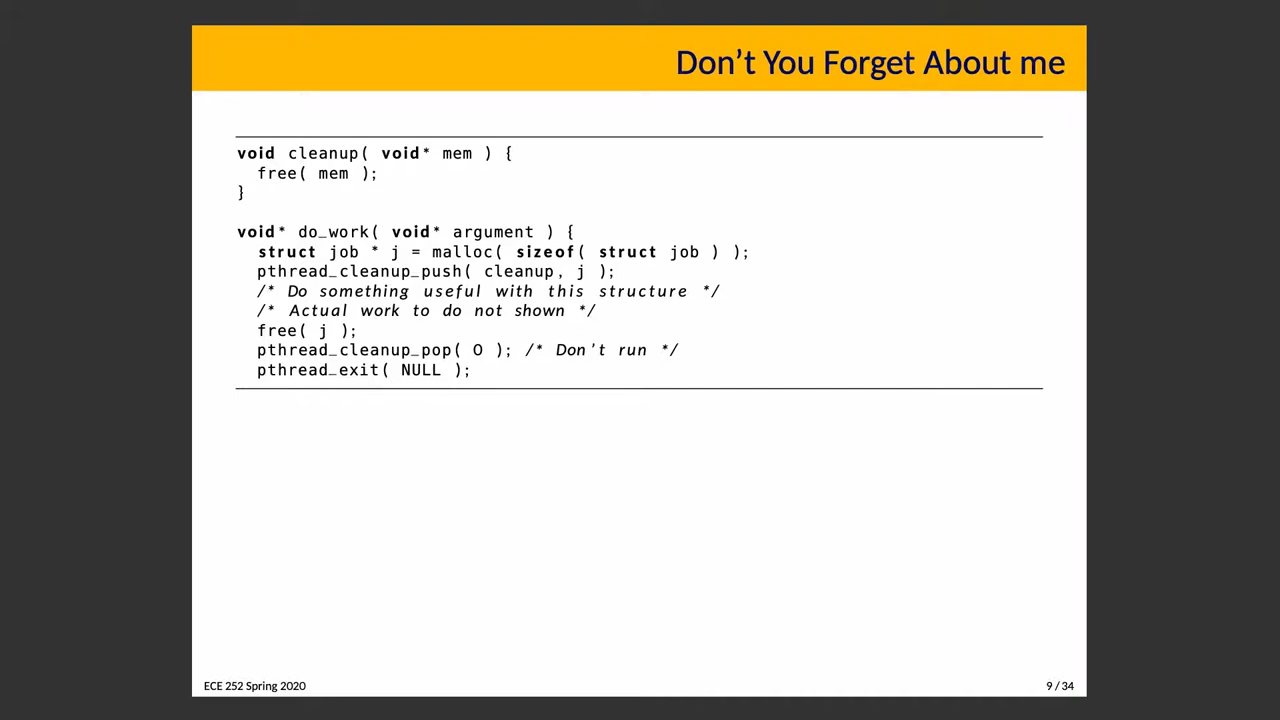 Don’t You Forget About me
void cleanup( void* mem ) {
free( mem );
}
void* do_work( void* argument ) {
struct job * j = malloc( sizeof( struct job ) );
pthread_cleanup_push( cleanup, j );
/* Do something useful with this structure */
/* Actual work to do not shown */
free( j );
pthread_cleanup_pop( 0 ); /* Don’t run */
pthread_exit( NULL );
ECE 252 Spring 2020
9 / 34